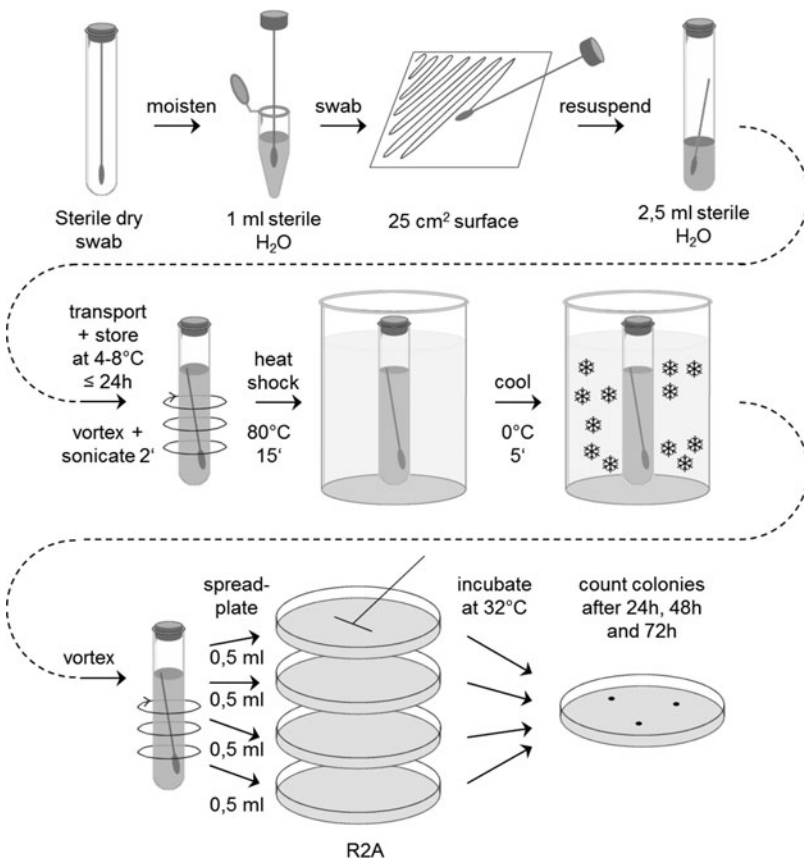 moisten
swab
resuspend
Sterile dry
swab
1 ml sterile
H₂O
25 cm² surface
2,5 ml sterile
H₂O
transport
+ store
at 4-8°C
≤ 24h
vortex +
sonicate 2‘
heat
shock
80°C
15‘
cool
0°C
5‘
vortex
spread-
plate
0,5 ml
0,5 ml
0,5 ml
0,5 ml
R2A
incubate
at 32°C
count colonies
after 24h, 48h
and 72h